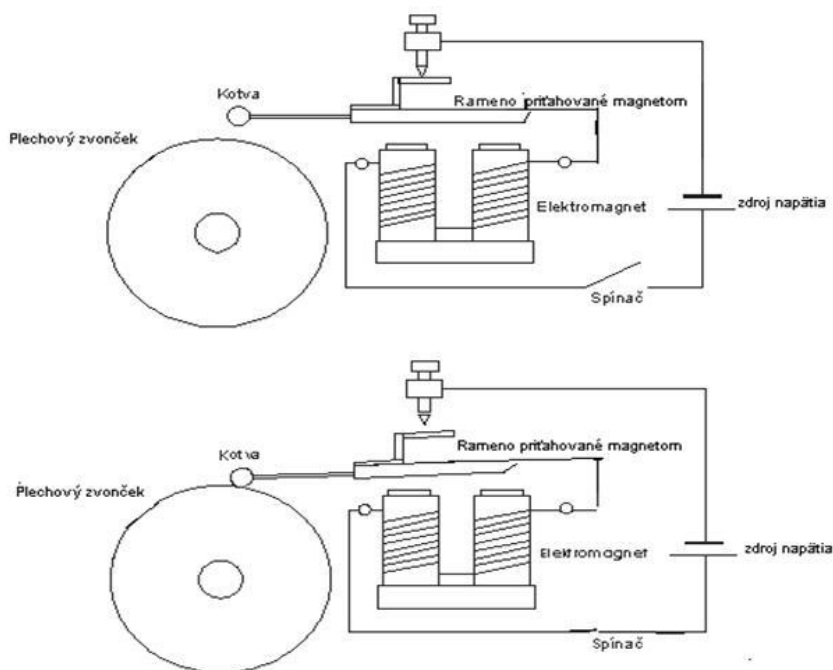 Kotva
Rameno priťahované magnetom
Plechový zvonček
Elektromagnet
zdroj napätia
Spínač
Kotva
Rameno priťahované magnetom
Plechový zvonček
Elektromagnet
zdroj napätia
Spínač